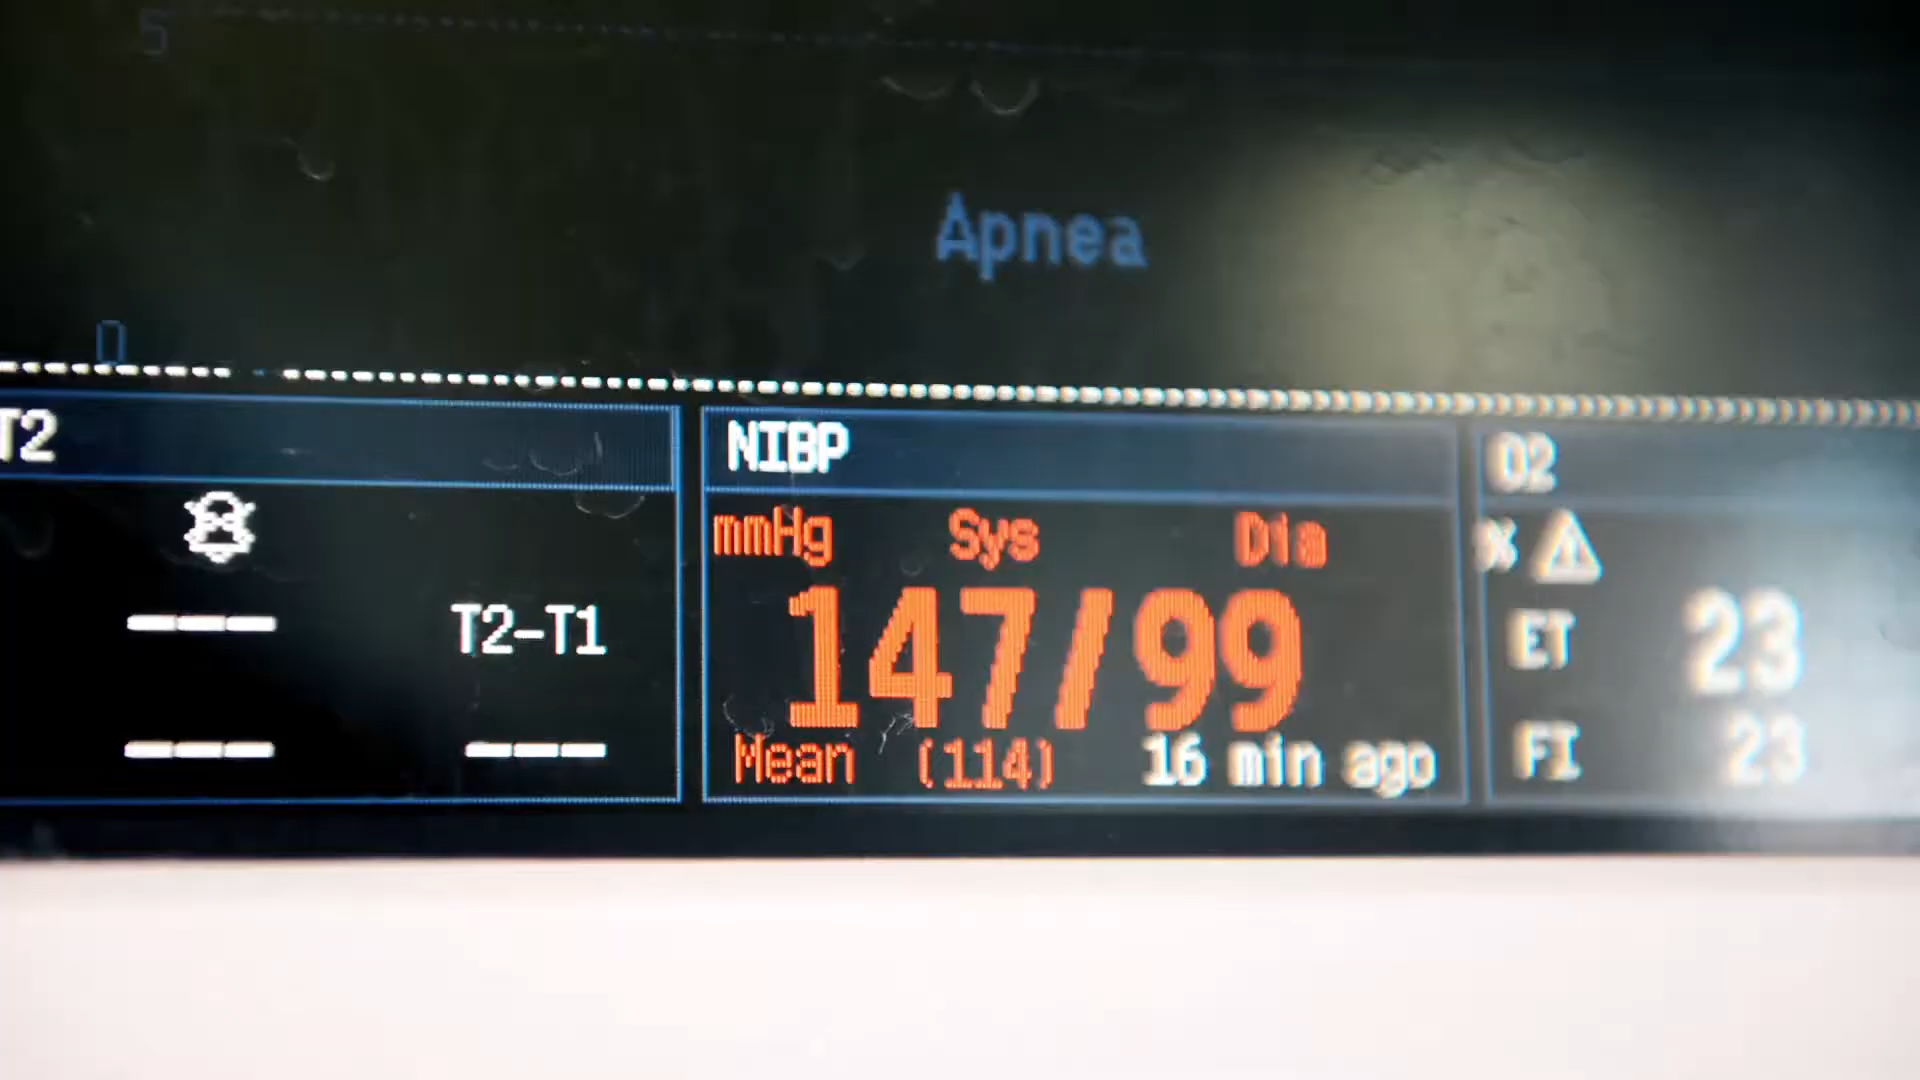 5
Apnea
0
T2
T2-T1
--- ---
---
NIBP
mmHg Sys Dia
147/99
Mean (114) 16 min ago
O2
%
ET 23
FI 23